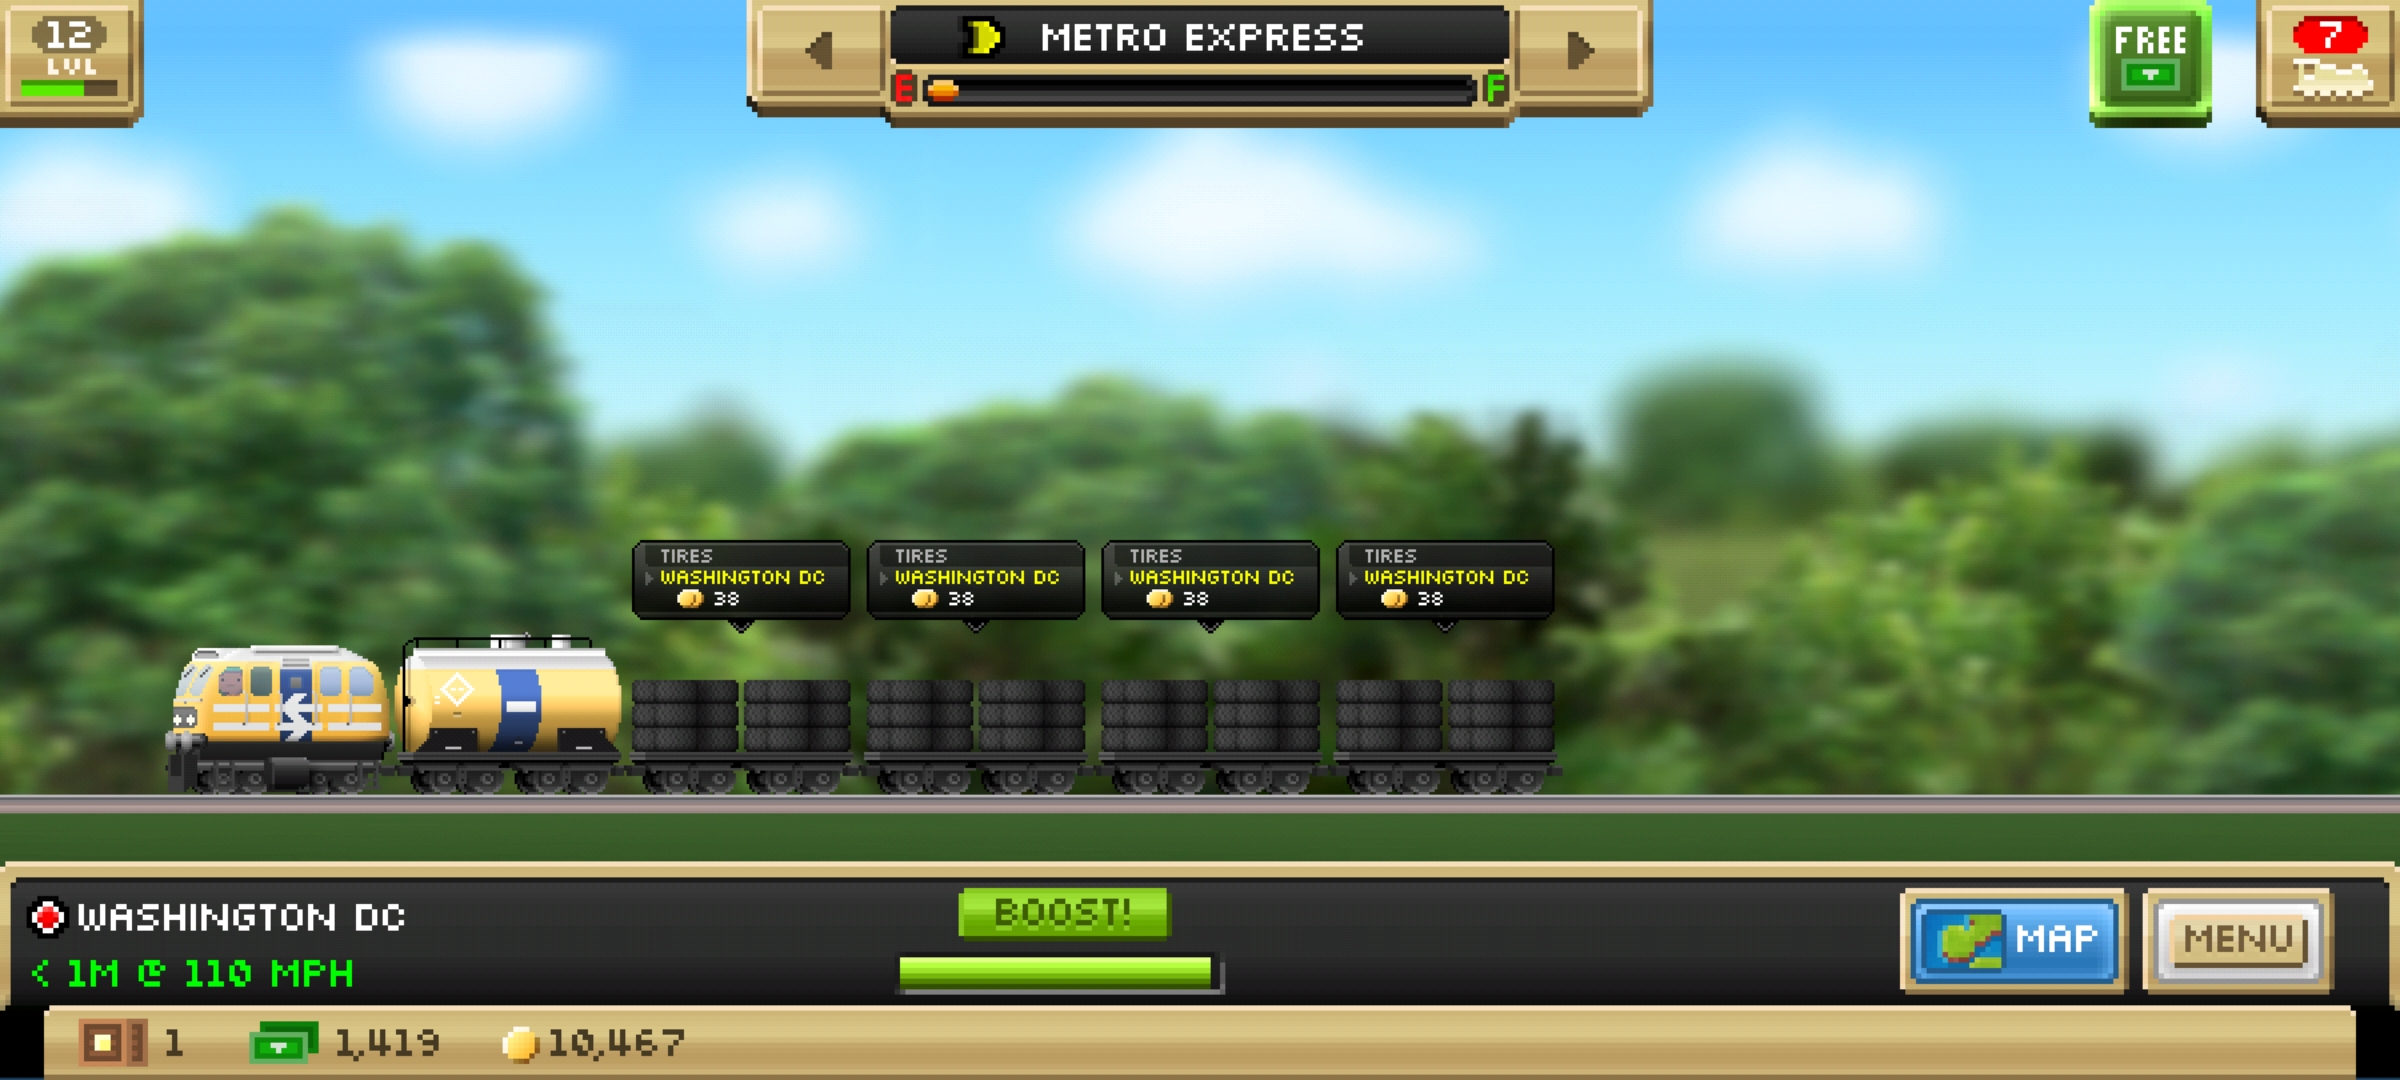 12
LVL
METRO EXPRESS
E F
FREE
7
TIRES
WASHINGTON DC
38
TIRES
WASHINGTON DC
38
TIRES
WASHINGTON DC
38
TIRES
WASHINGTON DC
38
WASHINGTON DC
< 1M @ 110 MPH
BOOST!
MAP
MENU
1
1,419
10,467